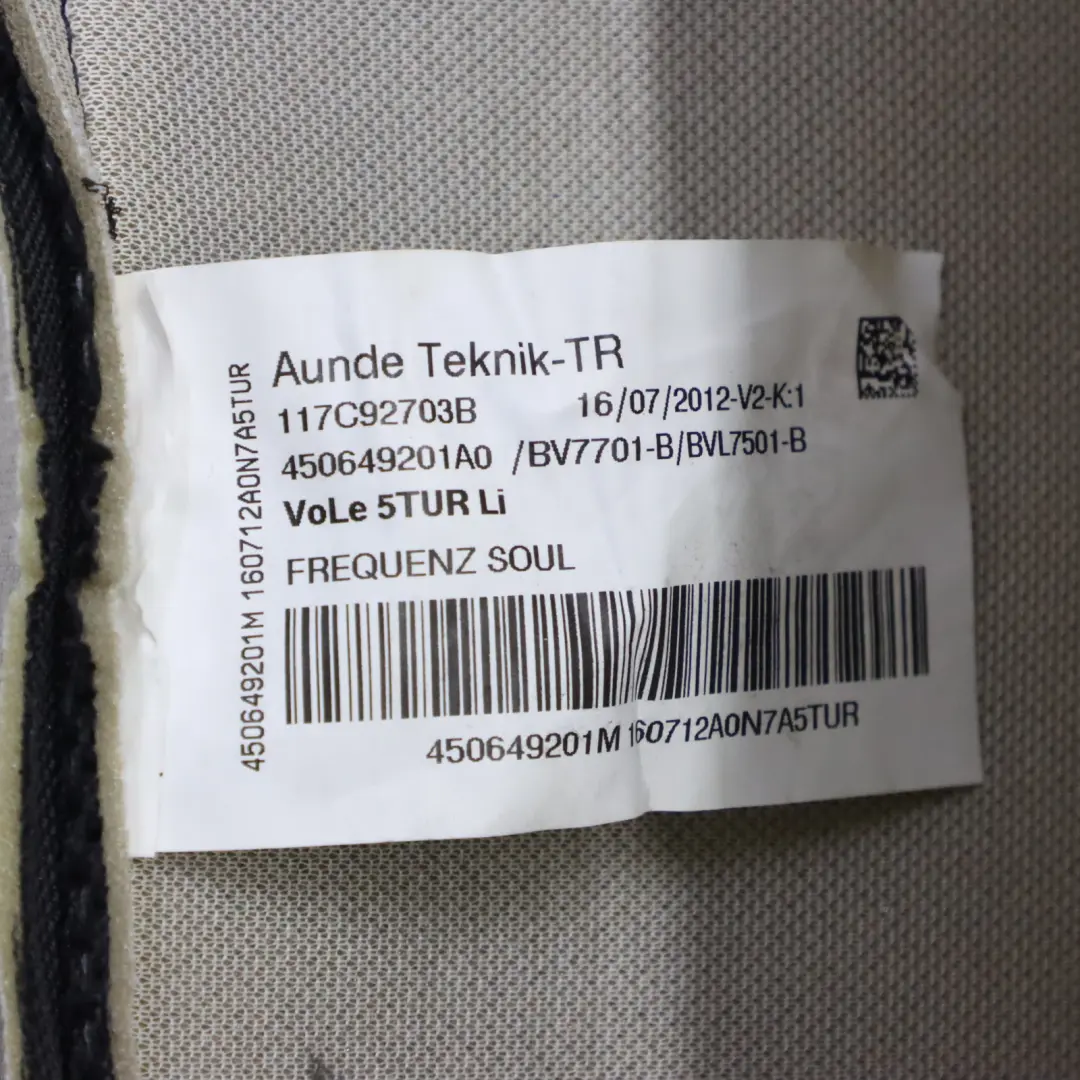 Aunde Teknik-TR
117C92703B 16/07/2012-V2-K:1
450649201A0 /BV7701-B/BVL7501-B
VoLe 5TUR Li
FREQUENZ SOUL
450649201M 160712A0N7A5TUR
450649201M 160712A0N7A5TUR